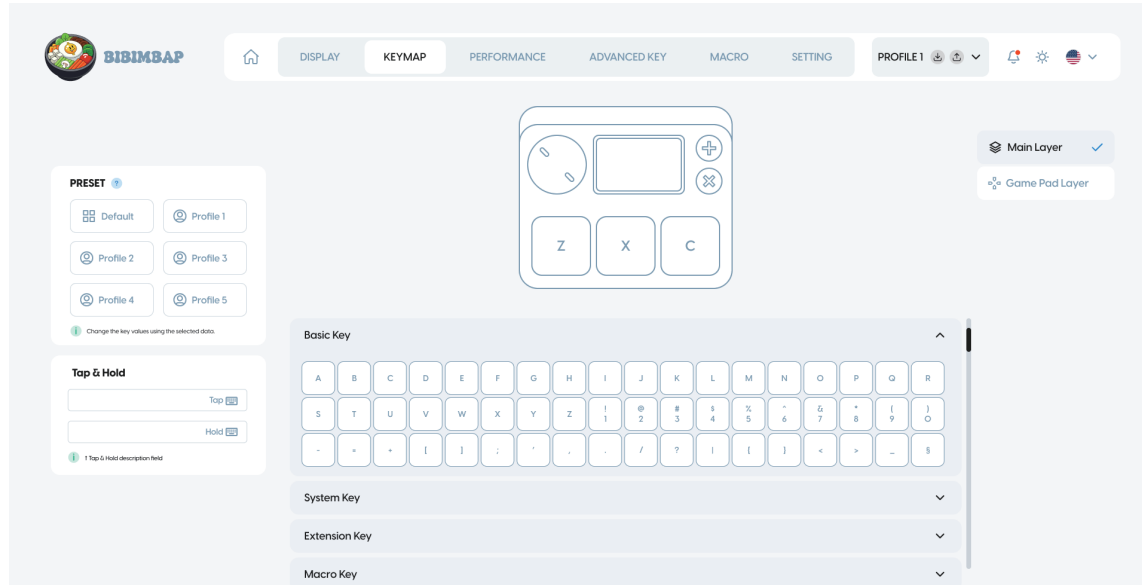 BIBIMBAP
DISPLAY KEYMAP PERFORMANCE ADVANCED KEY MACRO SETTING PROFILE 1
Main Layer
Game Pad Layer
PRESET ?
Default Profile 1
Profile 2 Profile 3
Profile 4 Profile 5
i Change the key values using the selected data.
Z X C
Tap & Hold
Tap
Hold
i ! Tap & Hold description field
Basic Key
A B C D E F G H I J K L M N O P Q R
S T U V W X Y Z ! 1 @ 2 # 3 $ 4 % 5 ^ 6 & 7 * 8 ( 9 ) 0
- = + [ ] ; ' , . / ? | [ ] < > _ §
System Key
Extension Key
Macro Key